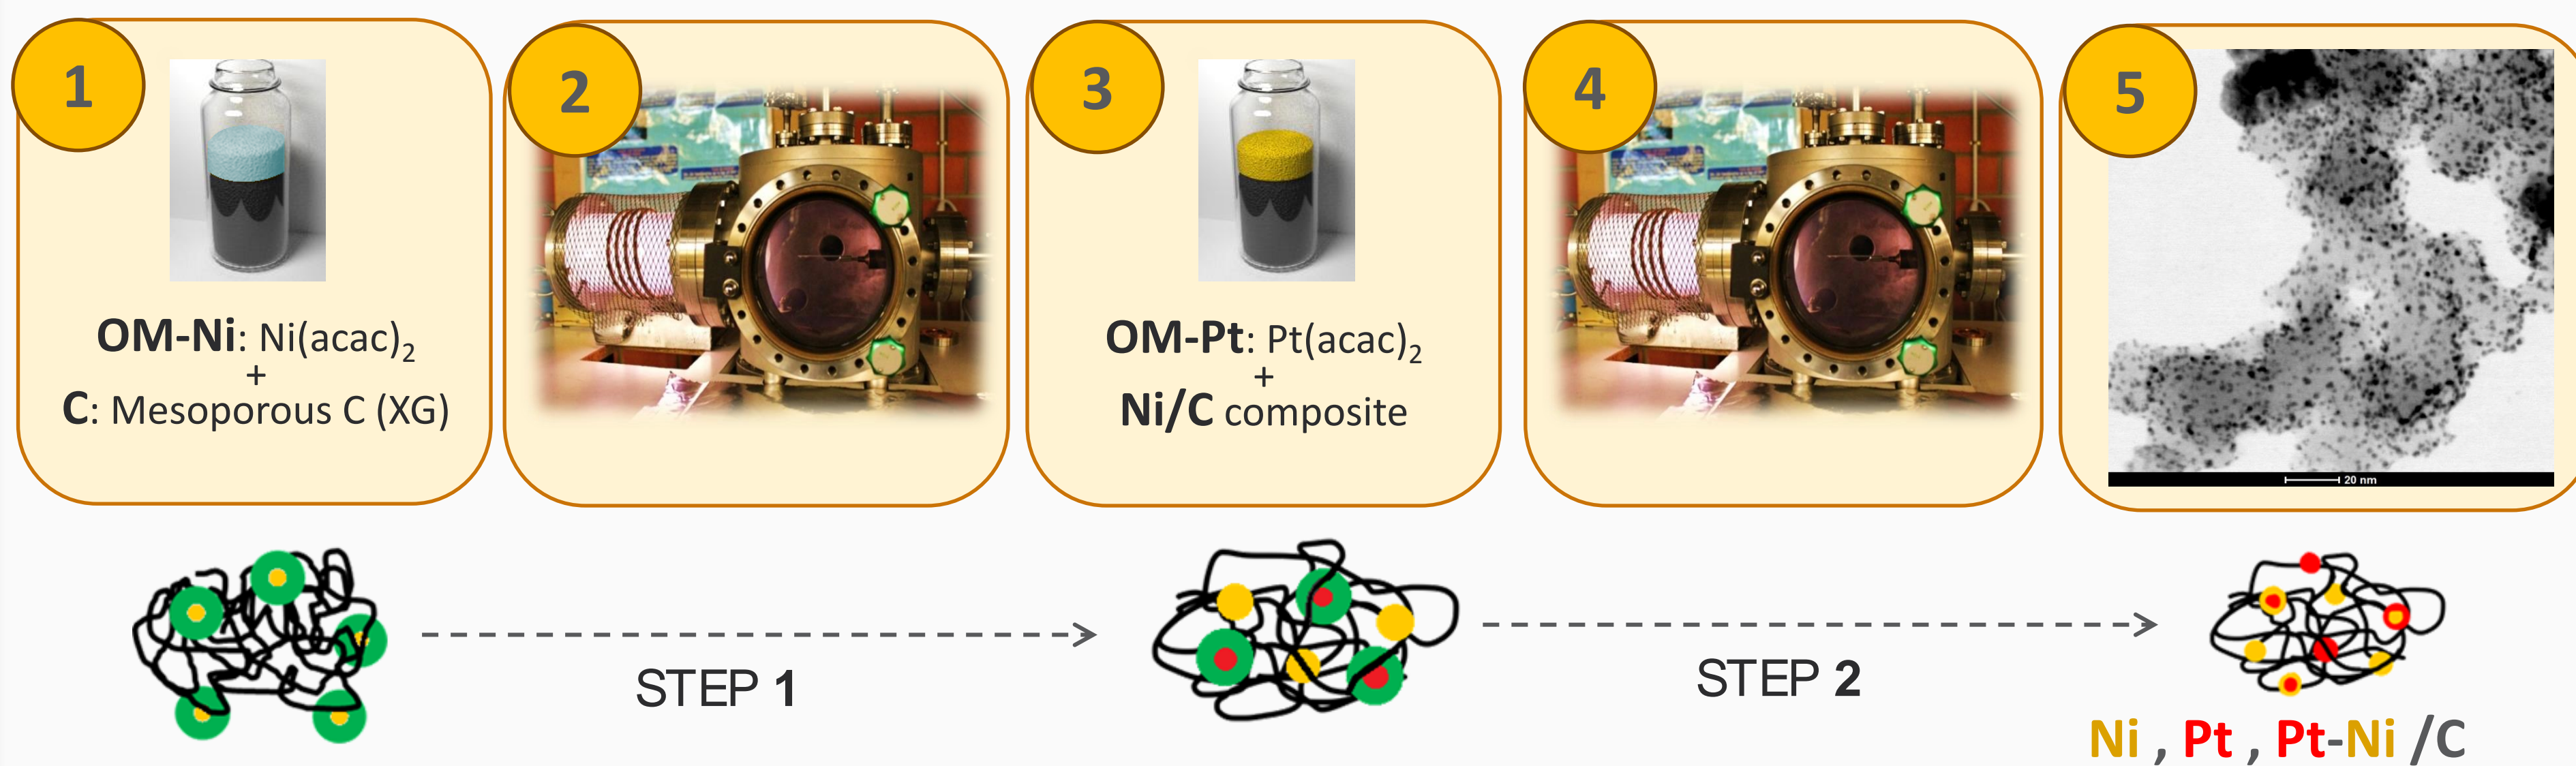 1
OM-Ni: Ni(acac)₂
+
C: Mesoporous C (XG)
2
3
OM-Pt: Pt(acac)₂
+
Ni/C composite
4
5
20 nm
STEP 1
STEP 2
Ni , Pt , Pt-Ni /C